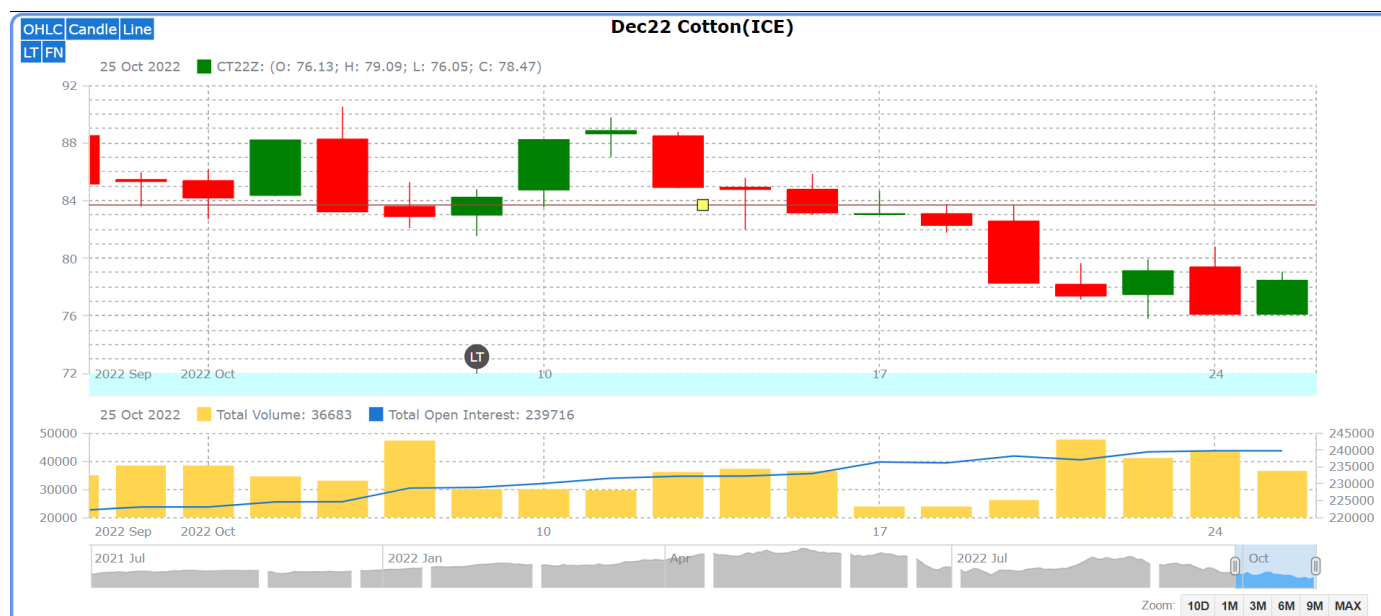 Dec22 Cotton(ICE)
OHLC Candle Line
LT FN
25 Oct 2022 CT22Z: (O: 76.13; H: 79.09; L: 76.05; C: 78.47)
92
88
84
80
76
LT
72 2022 Sep 2022 Oct 10 17 24
25 Oct 2022 Total Volume: 36683 Total Open Interest: 239716
50000 245000
40000 240000
235000
30000 230000
225000
20000 220000
2022 Sep 2022 Oct 10 17 24
2021 Jul 2022 Jan Apr 2022 Jul Oct
Zoom: 10D 1M 3M 6M 9M MAX